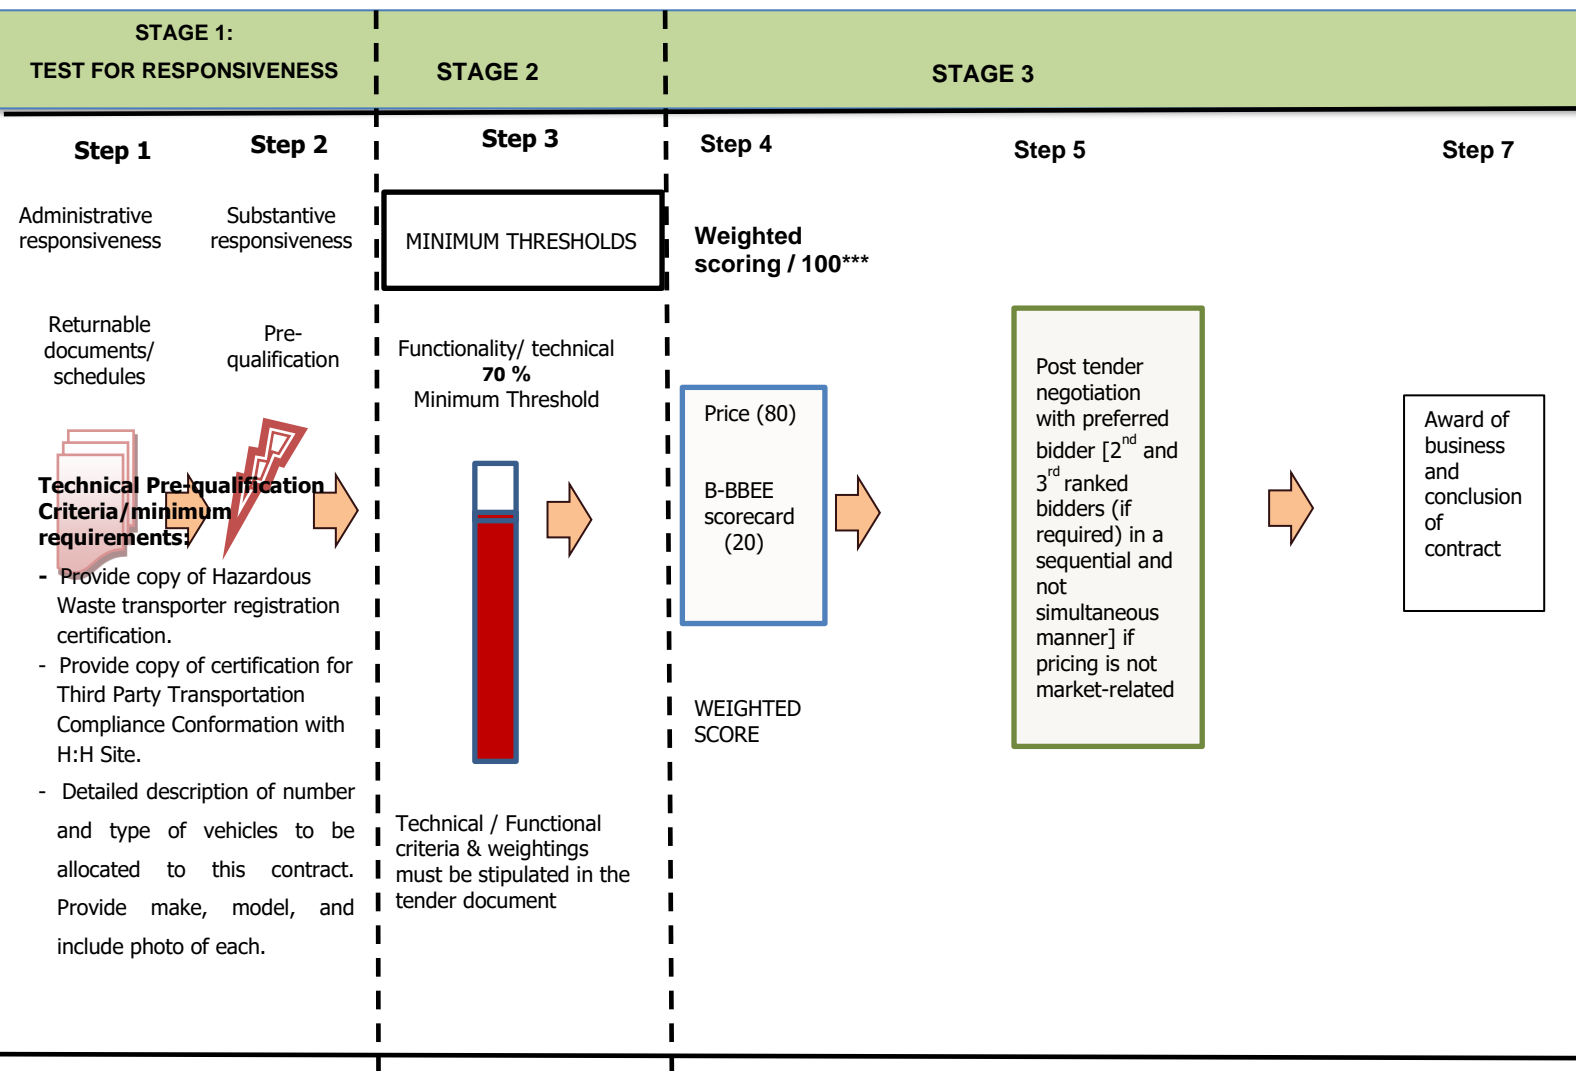 STAGE 1:
TEST FOR RESPONSIVENESS
STAGE 2
STAGE 3
Step 1
Step 2
Step 3
Step 4
Step 5
Step 7
Administrative
responsiveness
Substantive
responsiveness
MINIMUM THRESHOLDS
Weighted
scoring / 100***
Returnable
documents/
schedules
Pre-
qualification
Functionality/ technical
70 %
Minimum Threshold
Price (80)
B-BBEE
scorecard
(20)
Post tender
negotiation
with preferred
bidder [2nd and
3rd ranked
bidders (if
required) in a
sequential and
not
simultaneous
manner] if
pricing is not
market-related
Award of
business
and
conclusion
of
contract
Technical Pre-qualification
Criteria/minimum
requirements:
- Provide copy of Hazardous
Waste transporter registration
certification.
- Provide copy of certification for
Third Party Transportation
Compliance Conformation with
H:H Site.
- Detailed description of number
and type of vehicles to be
allocated to this contract.
Provide make, model, and
include photo of each.
WEIGHTED
SCORE
Technical / Functional
criteria & weightings
must be stipulated in the
tender document